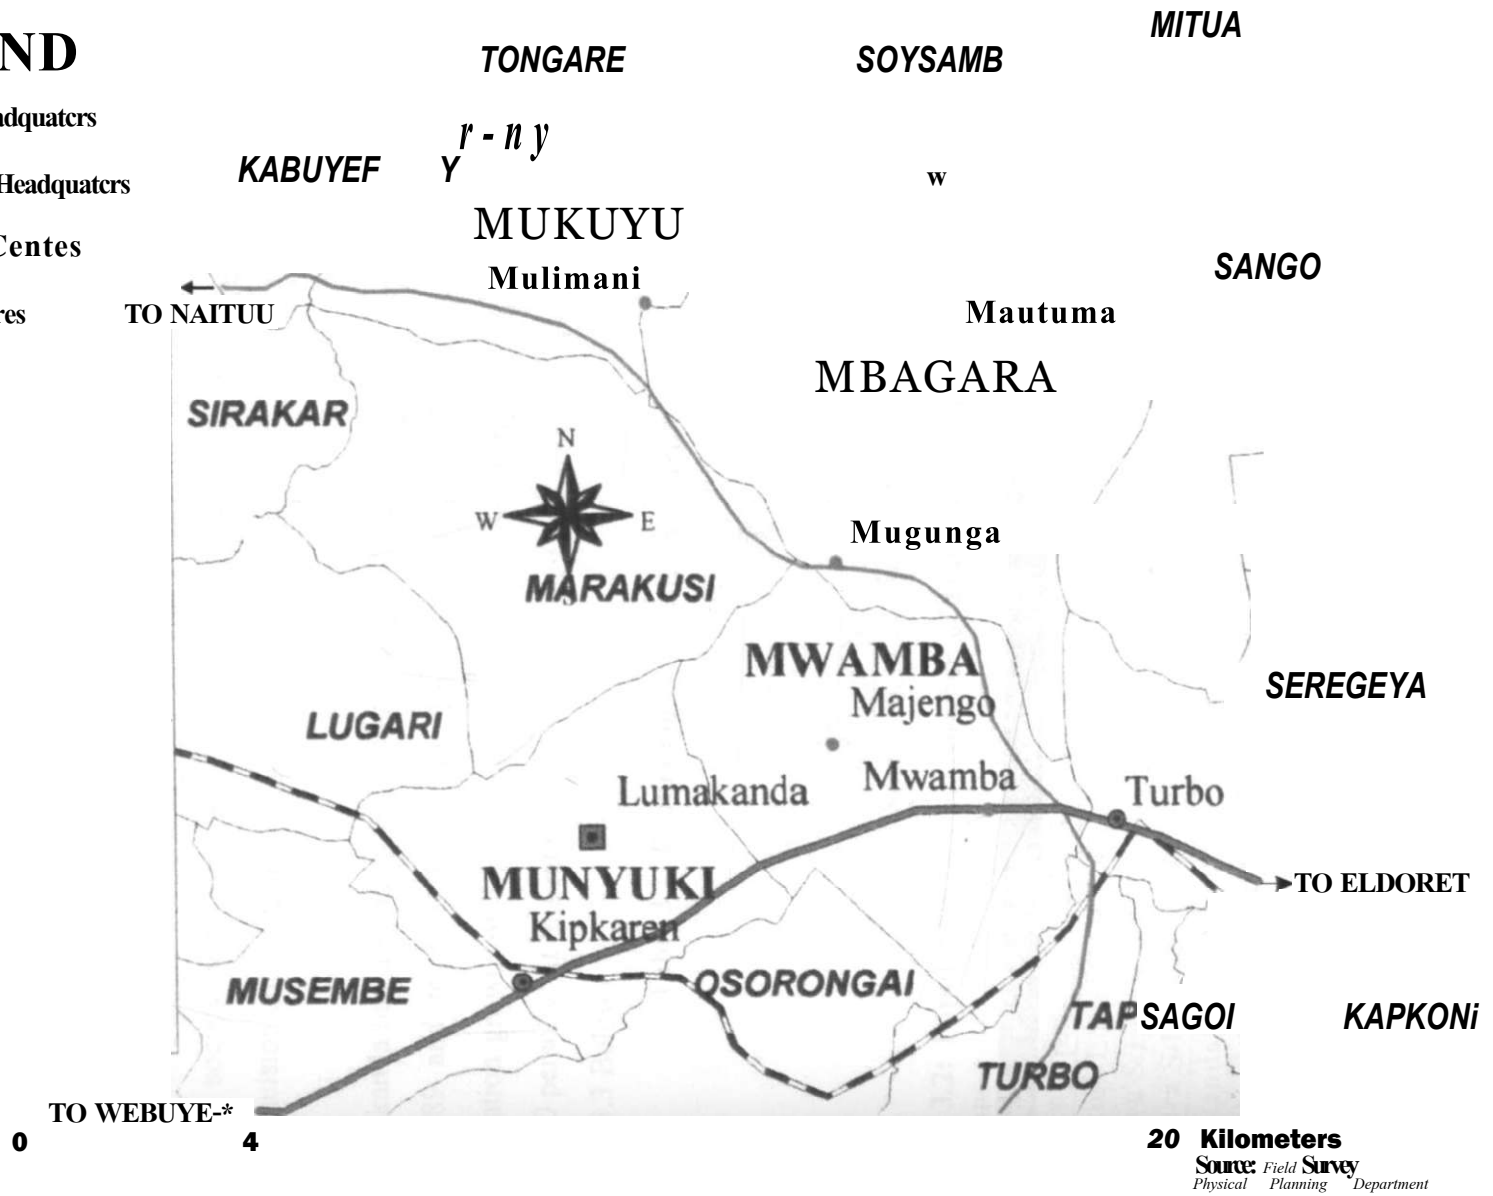 MITUA
ND
TONGARE
SOYSAMB
adquatcrs
r - n y
KABUYEF
Y
Headquatcrs
w
MUKUYU
Centes
SANGO
Mulimani
TO NAITUU
res
Mautuma
MBAGARA
SIRAKAR
N
W
E
Mugunga
MARAKUSI
S
MWAMBA
SEREGEYA
Majengo
LUGARI
Mwamba
Lumakanda
Turbo
MUNYUKI
TO ELDORET
Kipkaren
MUSEMBE
OSORONGAI
TAPSAGOI
KAPKONi
TURBO
TO WEBUYE-*
0 4 20 Kilometers
Source: Field Survey
Physical Planning Department